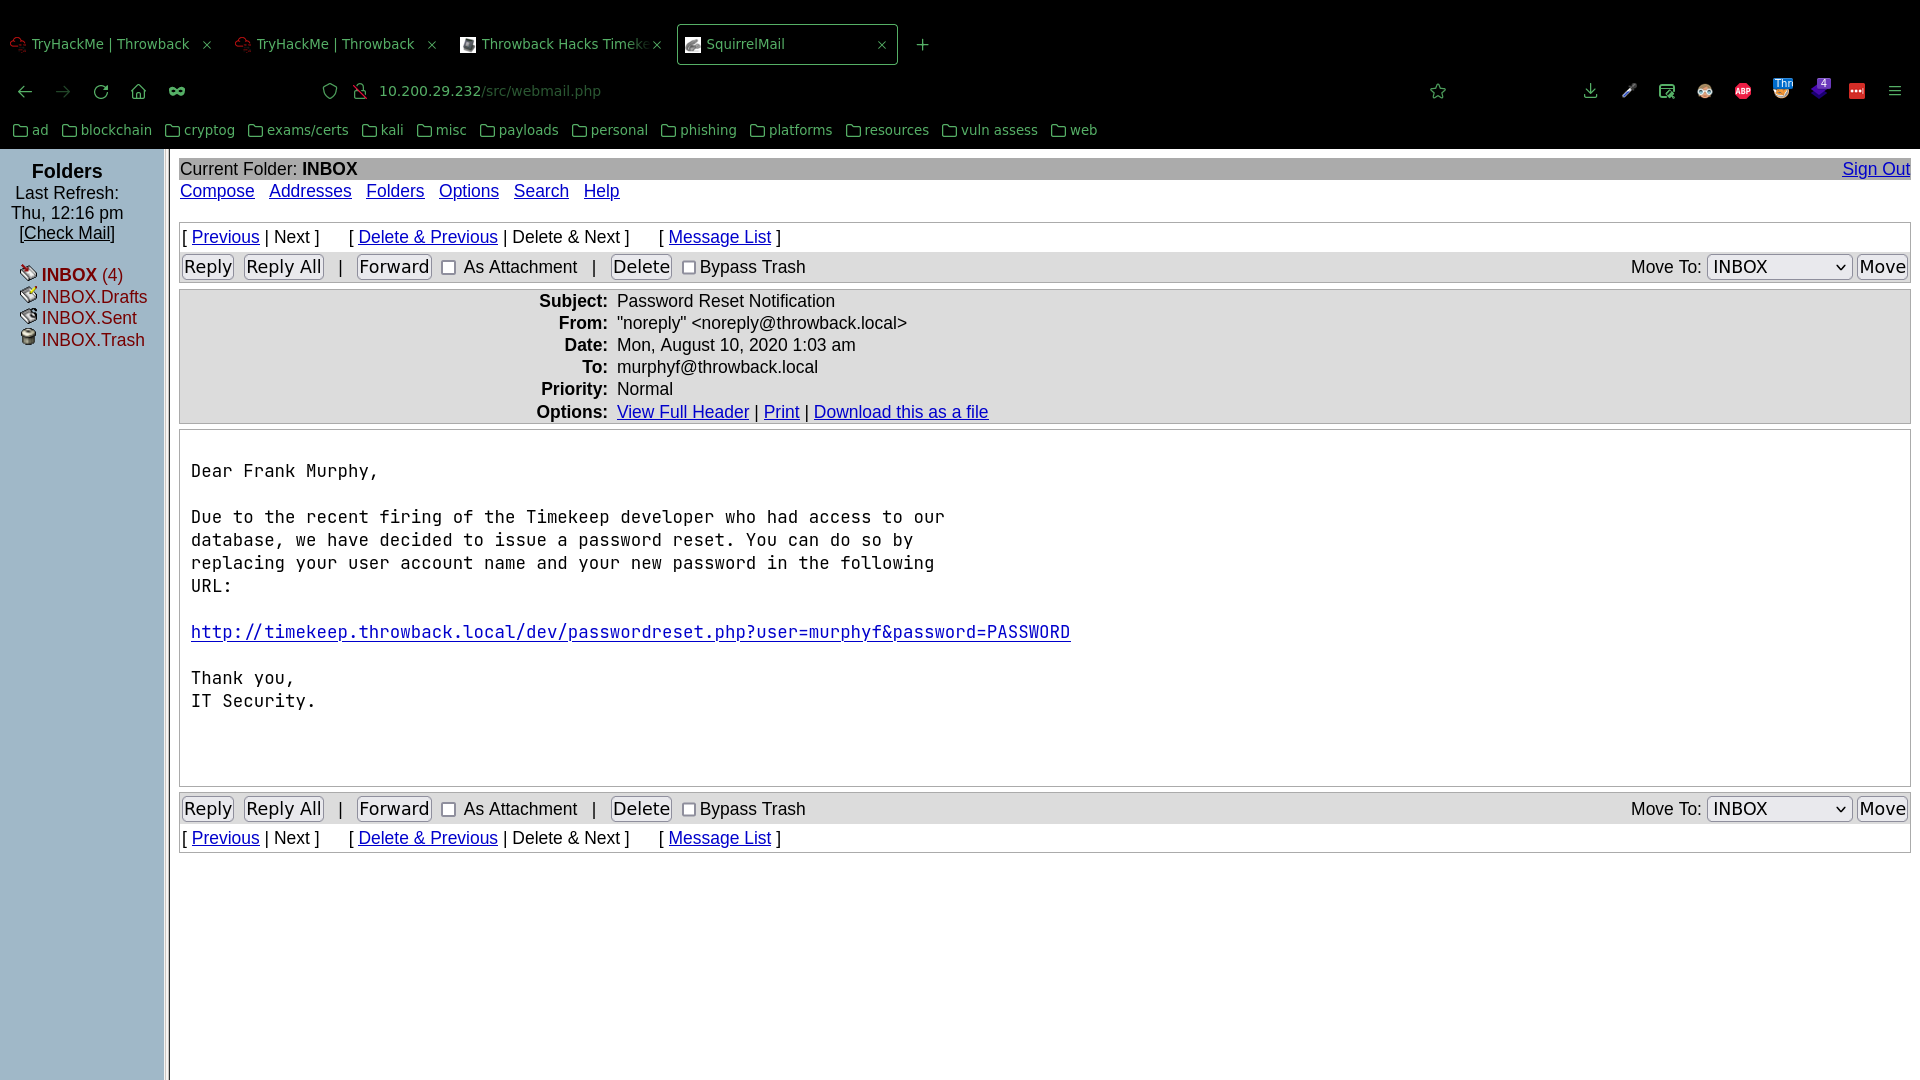 TryHackMe | Throwback
TryHackMe | Throwback
Throwback Hacks Timeke
SquirrelMail
10.200.29.232/src/webmail.php
ABP
Thr
4
ad blockchain cryptog exams/certs kali misc payloads personal phishing platforms resources vuln assess web
Folders
Last Refresh:
Thu, 12:16 pm
[Check Mail]
INBOX (4)
INBOX.Drafts
INBOX.Sent
INBOX.Trash
Current Folder: INBOX Sign Out
Compose Addresses Folders Options Search Help
[ Previous | Next ] [ Delete & Previous | Delete & Next ] [ Message List ]
Reply Reply All | Forward As Attachment | Delete Bypass Trash Move To: INBOX Move
Subject: Password Reset Notification
From: "noreply" <noreply@throwback.local>
Date: Mon, August 10, 2020 1:03 am
To: murphyf@throwback.local
Priority: Normal
Options: View Full Header | Print | Download this as a file
Dear Frank Murphy,
Due to the recent firing of the Timekeep developer who had access to our
database, we have decided to issue a password reset. You can do so by
replacing your user account name and your new password in the following
URL:
http://timekeep.throwback.local/dev/passwordreset.php?user=murphyf&password=PASSWORD
Thank you,
IT Security.
Reply Reply All | Forward As Attachment | Delete Bypass Trash Move To: INBOX Move
[ Previous | Next ] [ Delete & Previous | Delete & Next ] [ Message List ]